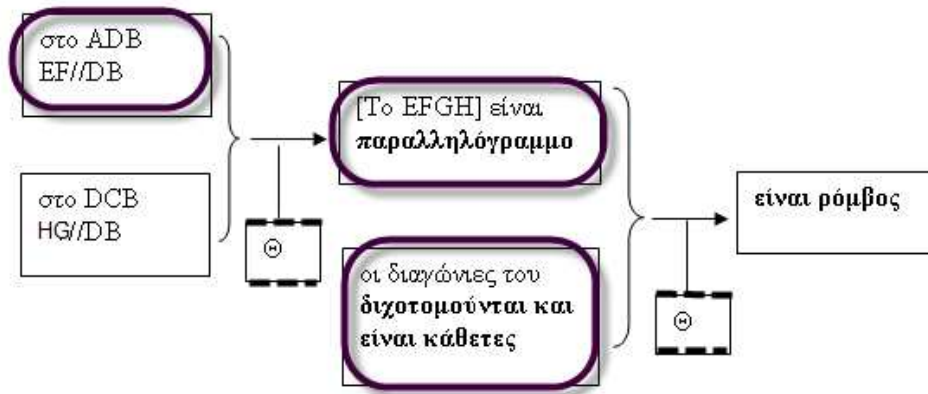 στο ADB
EF//DB
στο DCB
HG//DB
Θ
[Το EFGH] είναι
παραλληλόγραμμο
οι διαγώνιες του
διχοτομούνται και
είναι κάθετες
Θ
είναι ρόμβος